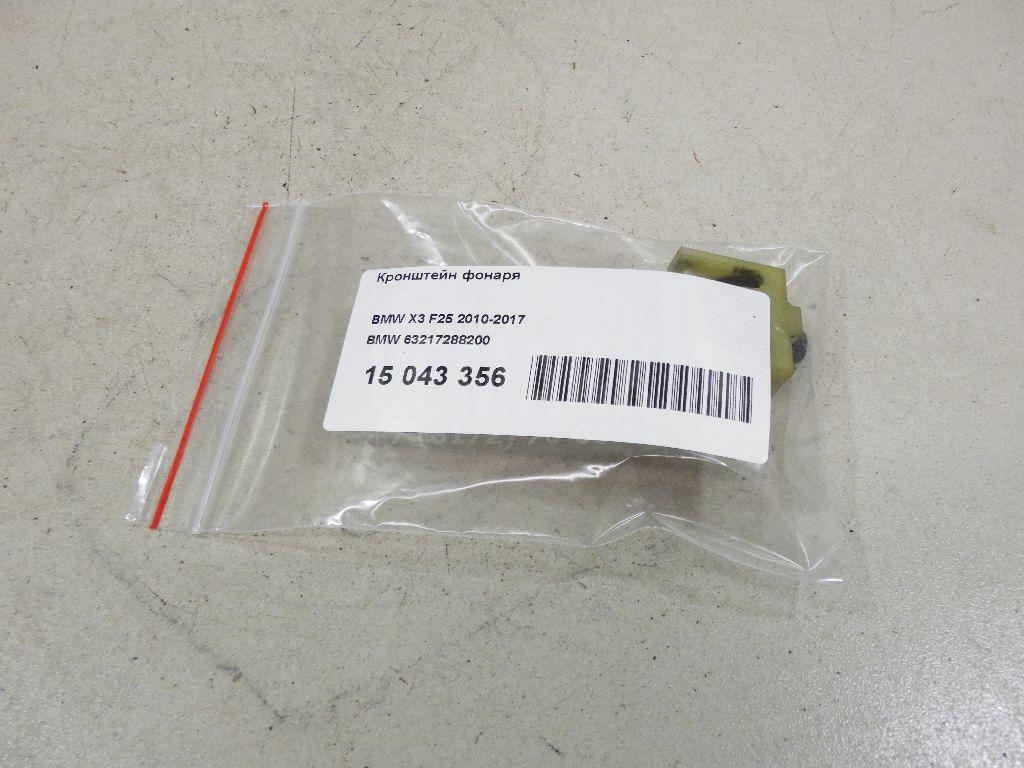 Кронштейн фонаря
BMW X3 F25 2010-2017
BMW 63217288200
15 043 356